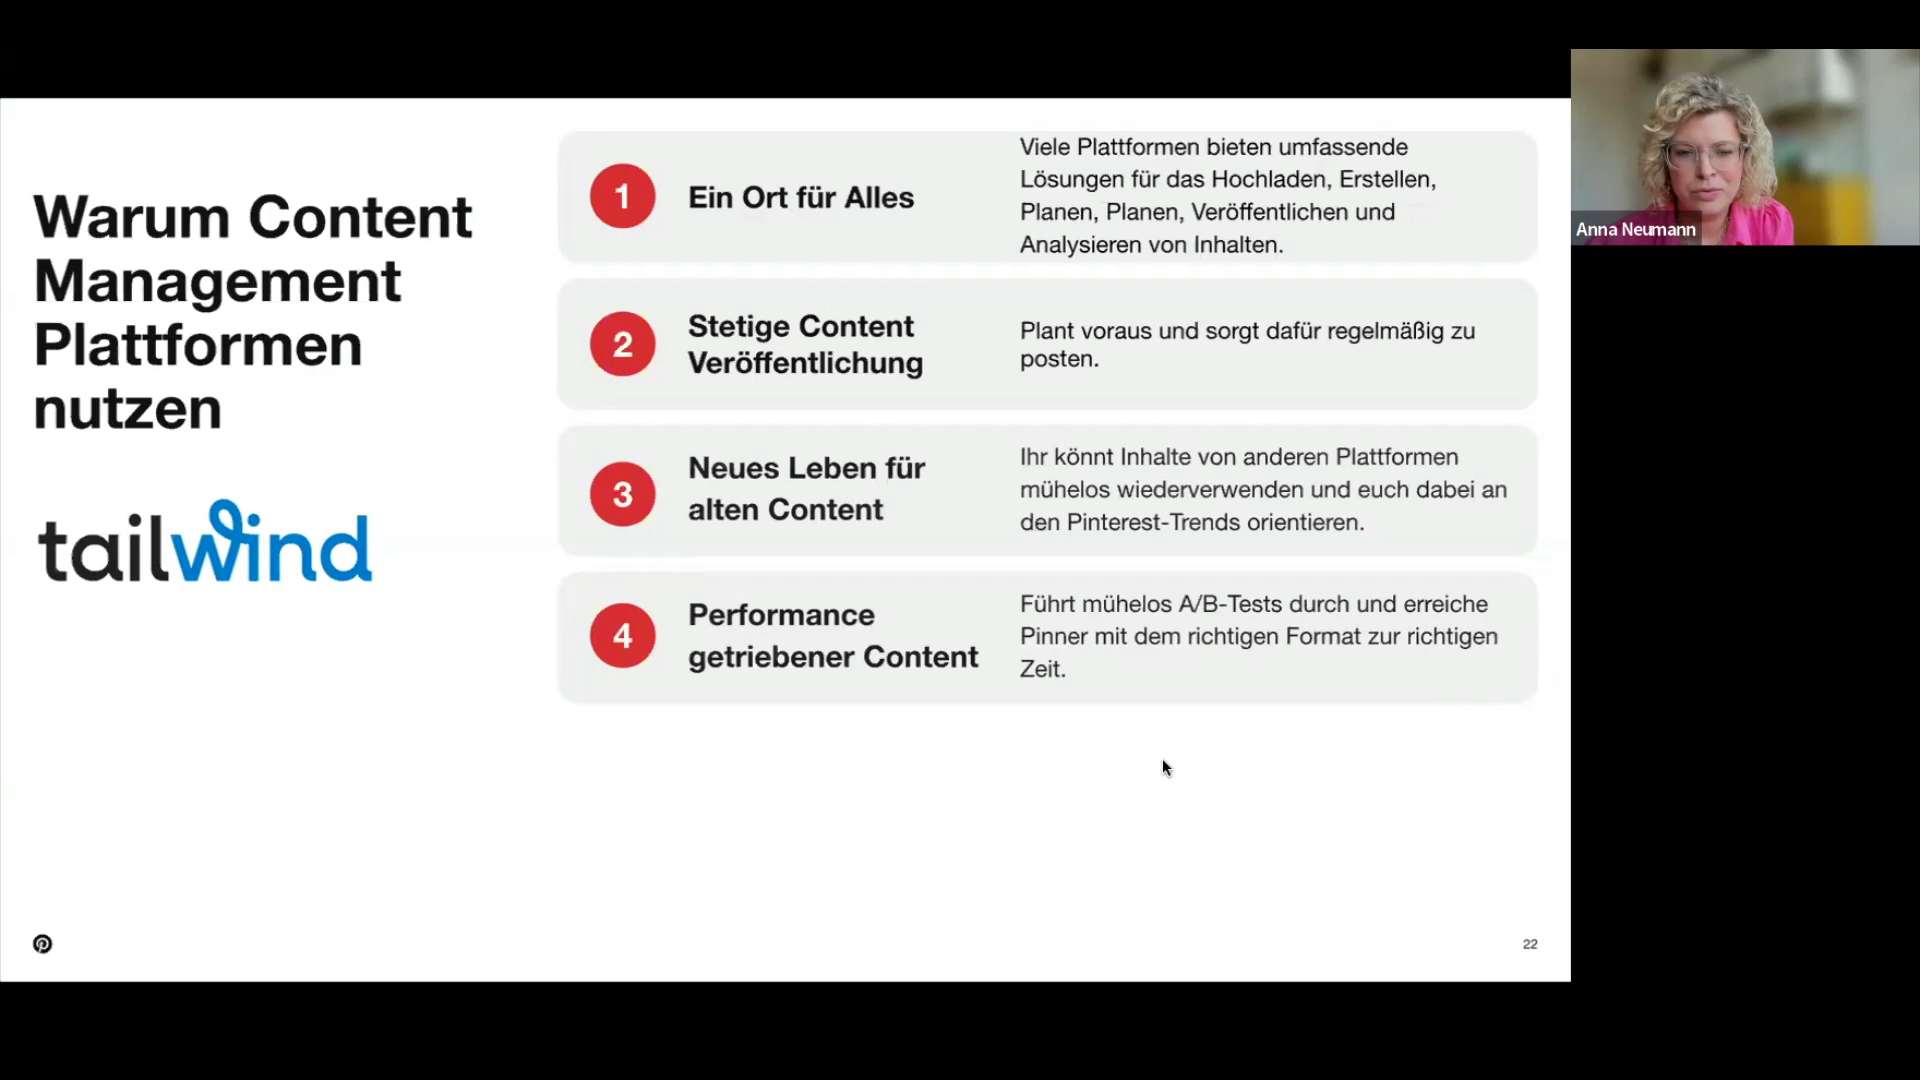 Warum Content
Management
Plattformen
nutzen
tailwind
1
Ein Ort für Alles
Viele Plattformen bieten umfassende
Lösungen für das Hochladen, Erstellen,
Planen, Planen, Veröffentlichen und
Analysieren von Inhalten.
2
Stetige Content
Veröffentlichung
Plant voraus und sorgt dafür regelmäßig zu
posten.
3
Neues Leben für
alten Content
Ihr könnt Inhalte von anderen Plattformen
mühelos wiederverwenden und euch dabei an
den Pinterest-Trends orientieren.
4
Performance
getriebener Content
Führt mühelos A/B-Tests durch und erreiche
Pinner mit dem richtigen Format zur richtigen
Zeit.
22
Anna Neumann